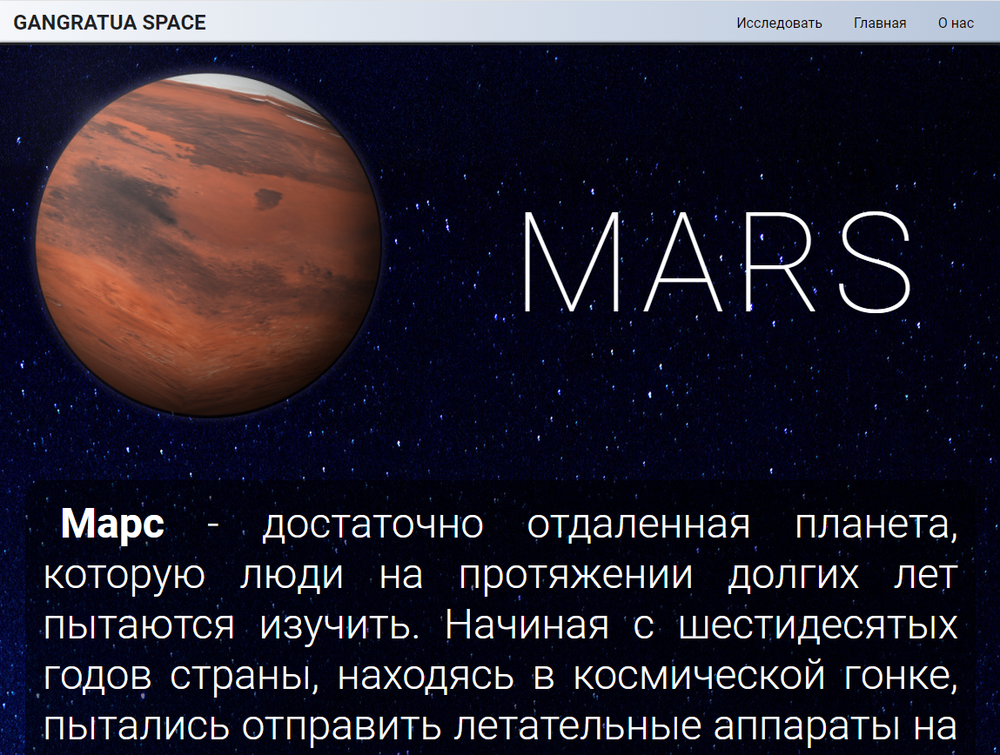 GANGRATUA SPACE
Исследовать Главная О нас
MARS
Марс - достаточно отдаленная планета,
которую люди на протяжении долгих лет
пытаются изучить. Начиная с шестидесятых
годов страны, находясь в космической гонке,
пытались отправить летательные аппараты на